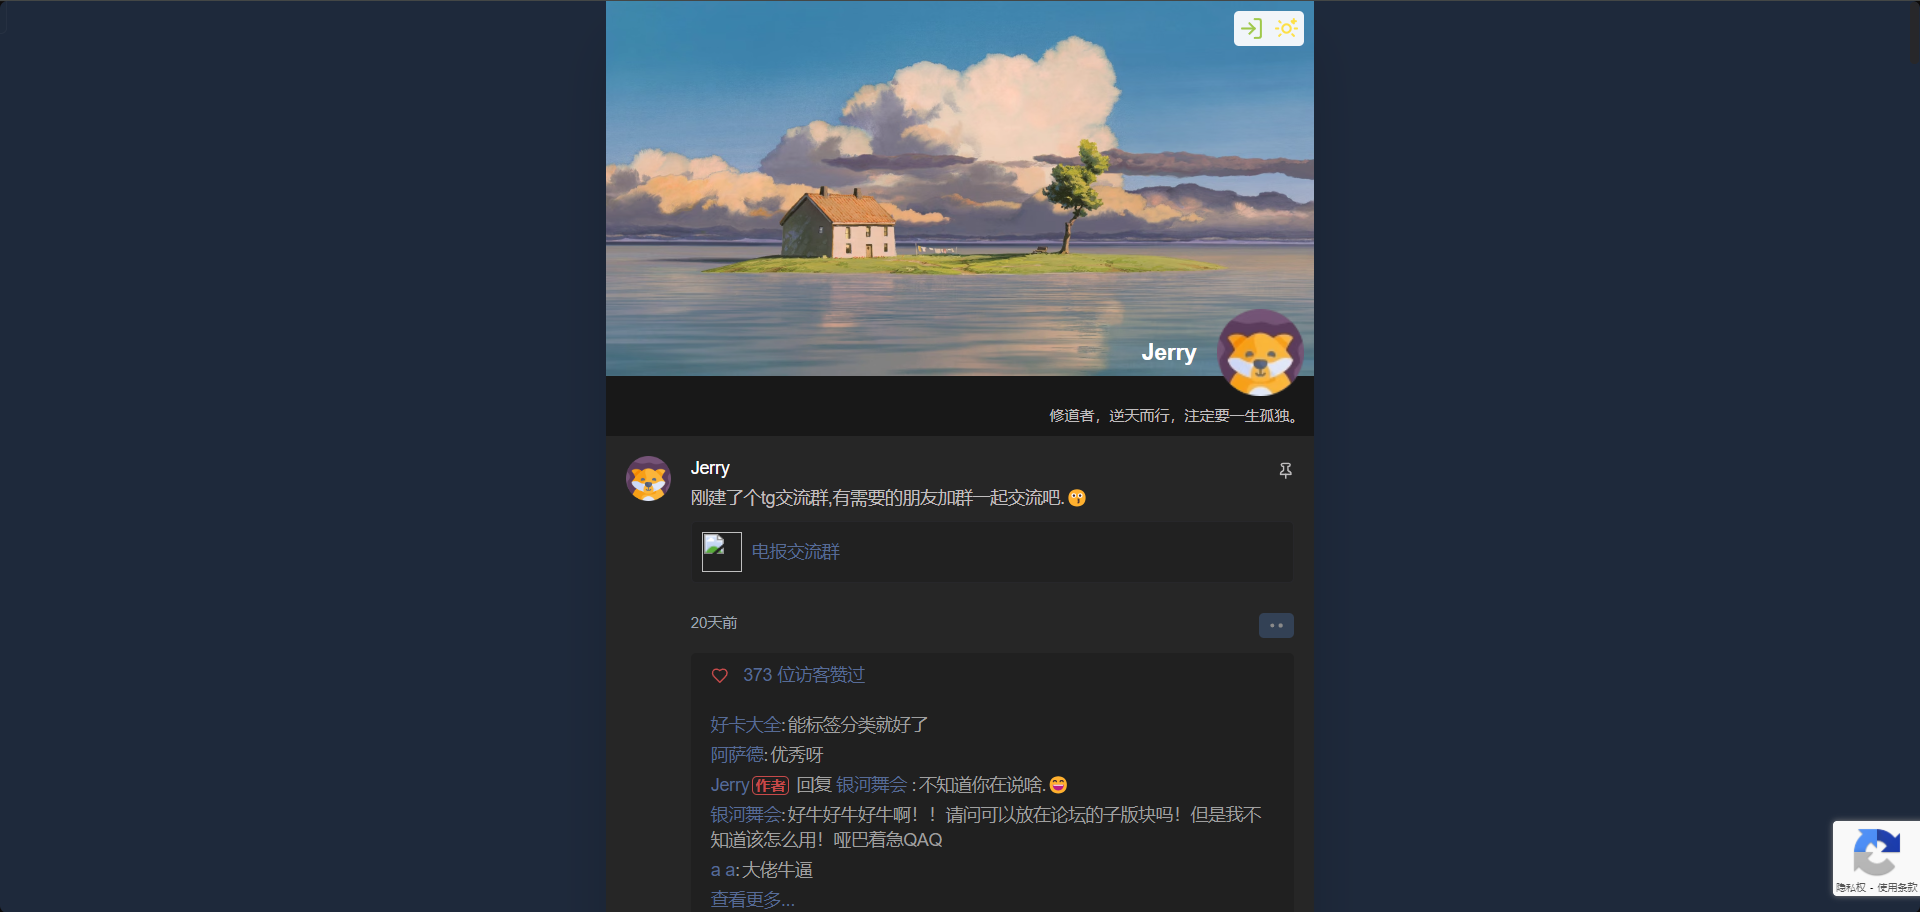 Jerry
修道者，逆天而行，注定要一生孤独。
Jerry
刚建了个tg交流群,有需要的朋友加群一起交流吧.
电报交流群
20天前
373 位访客赞过
好卡大全:能标签分类就好了
阿萨德:优秀呀
Jerry作者 回复 银河舞会 :不知道你在说啥.
银河舞会:好牛好牛好牛啊！！请问可以放在论坛的子版块吗！但是我不
知道该怎么用！哑巴着急QAQ
a a:大佬牛逼
查看更多...
隐私权 - 使用条款